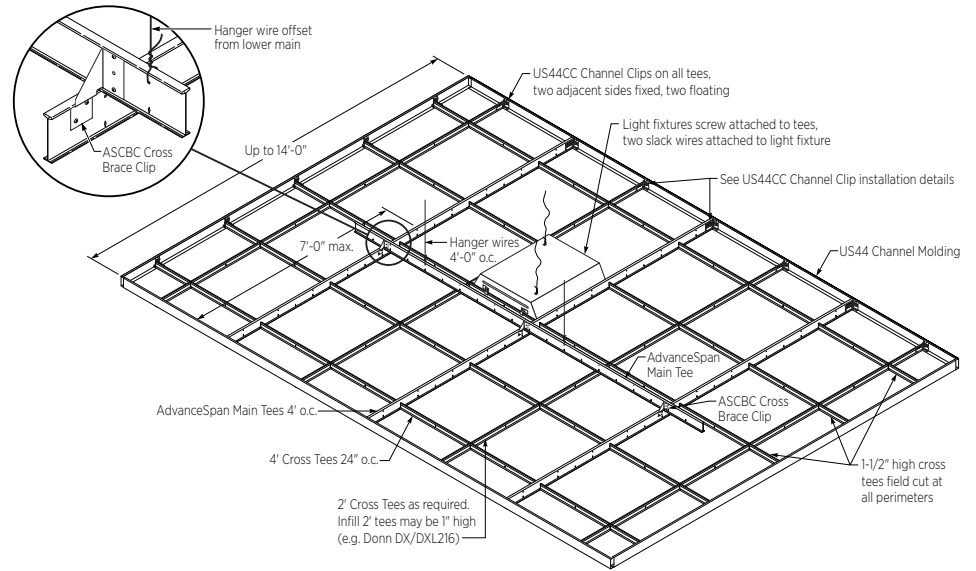 Hanger wire offset
from lower main
ASCBC Cross
Brace Clip
US44CC Channel Clips on all tees,
two adjacent sides fixed, two floating
Light fixtures screw attached to tees,
two slack wires attached to light fixture
Up to 14'-0"
See US44CC Channel Clip installation details
7'-0" max.
Hanger wires
4'-0" o.c.
US44 Channel Molding
AdvanceSpan
Main Tee
AdvanceSpan Main Tees 4' o.c.
ASCBC Cross
Brace Clip
4' Cross Tees 24" o.c.
1-1/2" high cross
tees field cut at
all perimeters
2' Cross Tees as required.
Infill 2' tees may be 1" high
(e.g. Donn DX/DXL216)